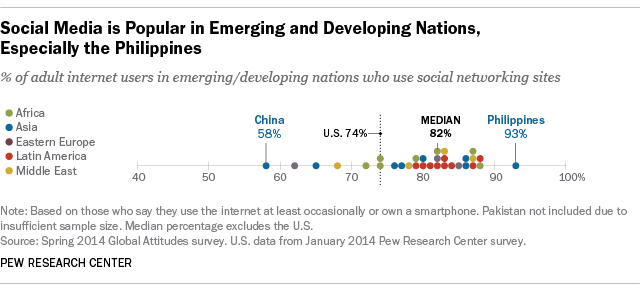 Social Media is Popular in Emerging and Developing Nations,
Especially the Philippines
% of adult internet users in emerging/developing nations who use social networking sites
Africa
Asia
Eastern Europe
Latin America
Middle East
China
58%
U.S. 74%
MEDIAN
82%
Philippines
93%
40 50 60 70 80 90 100%
Note: Based on those who say they use the internet at least occasionally or own a smartphone. Pakistan not included due to
insufficient sample size. Median percentage excludes the U.S.
Source: Spring 2014 Global Attitudes survey. U.S. data from January 2014 Pew Research Center survey.
PEW RESEARCH CENTER